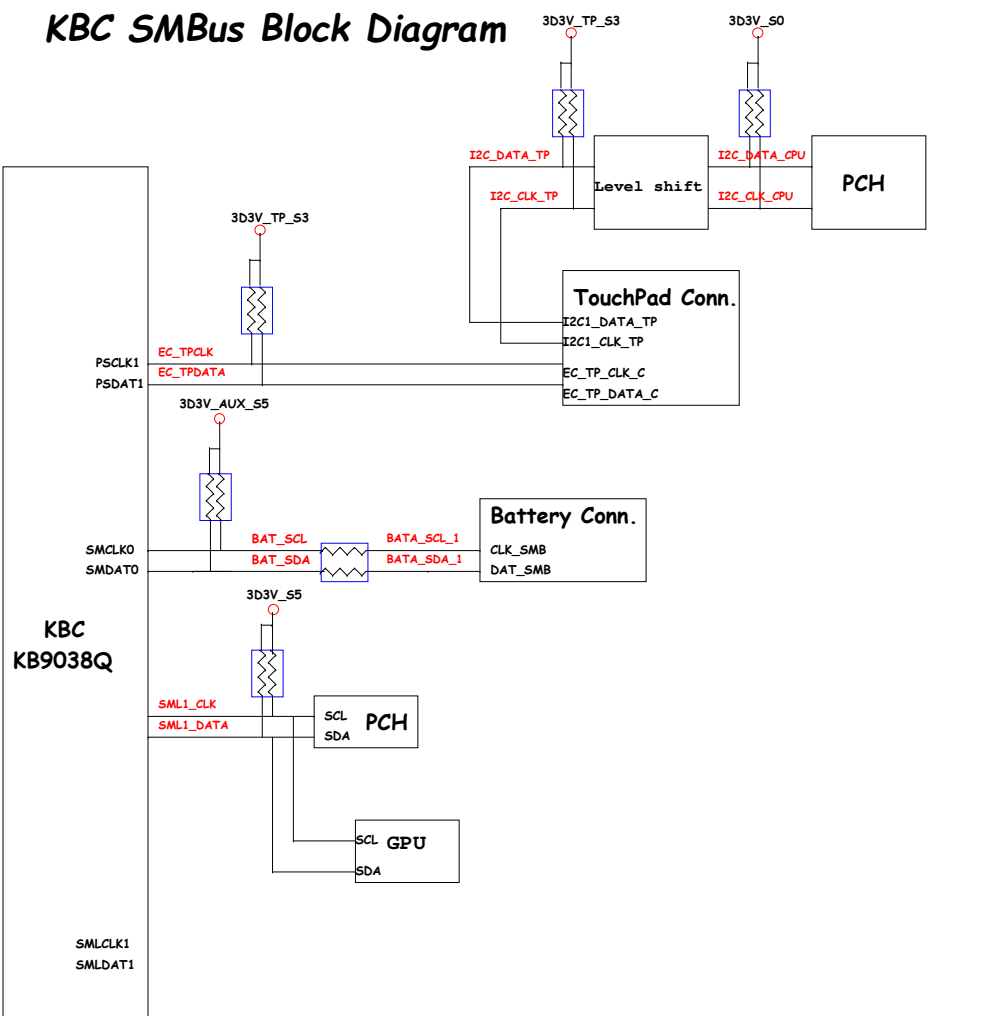 KBC SMBus Block Diagram
3D3V_TP_S3
3D3V_S0
I2C_DATA_TP
I2C_DATA_CPU
Level shift
PCH
I2C_CLK_TP
I2C_CLK_CPU
3D3V_TP_S3
TouchPad Conn.
I2C1_DATA_TP
I2C1_CLK_TP
EC_TP_CLK_C
EC_TP_DATA_C
PSCLK1
EC_TPCLK
PSDAT1
EC_TPDATA
3D3V_AUX_S5
Battery Conn.
SMCLK0
BAT_SCL
BATA_SCL_1
CLK_SMB
SMDAT0
BAT_SDA
BATA_SDA_1
DAT_SMB
3D3V_S5
KBC
KB9038Q
SML1_CLK
SML1_DATA
SCL
PCH
SDA
SCL
GPU
SDA
SMLCLK1
SMLDAT1